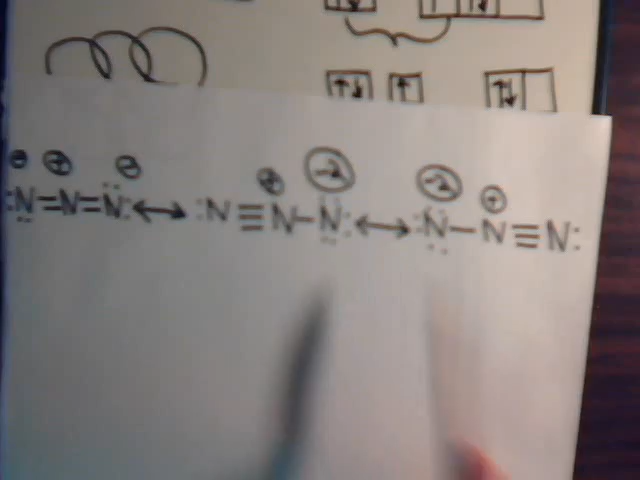 ⊖ ⊕ ⊖ ⊕ -2 -2 ⊕
:N=N=N: ↔ :N≡N-N: ↔ :N-N≡N: